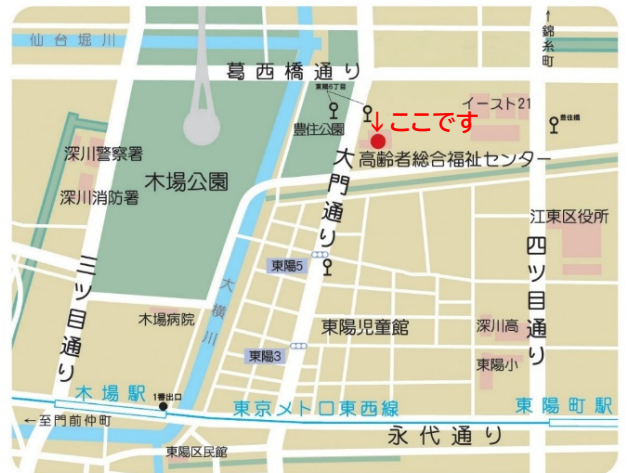 仙台堀川
↑錦糸町
葛西橋通り
東陽6丁目
↓ここです
イースト21
豊住橋
豊住公園
高齢者総合福祉センター
深川警察署
木場公園
深川消防署
大門通り
江東区役所
三ツ目通り
四ツ目通り
東陽5
大横川
木場病院
東陽児童館
深川高
東陽3
東陽小
木場駅
1番出口
東京メトロ東西線
東陽町駅
←至門前仲町
永代通り
東陽区民館